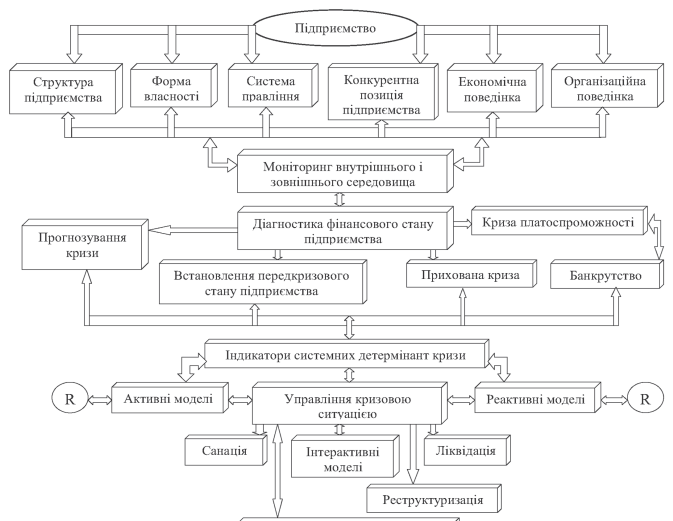 Підприємство
Структура
підприємства
Форма
власності
Система
правління
Конкурентна
позиція
підприємства
Економічна
поведінка
Організаційна
поведінка
Моніторинг внутрішнього і
зовнішнього середовища
Діагностика фінансового стану
підприємства
Криза платоспроможності
Прогнозування
кризи
Встановлення передкризового
стану підприємства
Прихована криза
Банкрутство
Індикатори системних детермінант кризи
R
Активні моделі
Управління кризовою
ситуацією
Реактивні моделі
R
Санація
Інтерактивні
моделі
Ліквідація
Реструктуризація